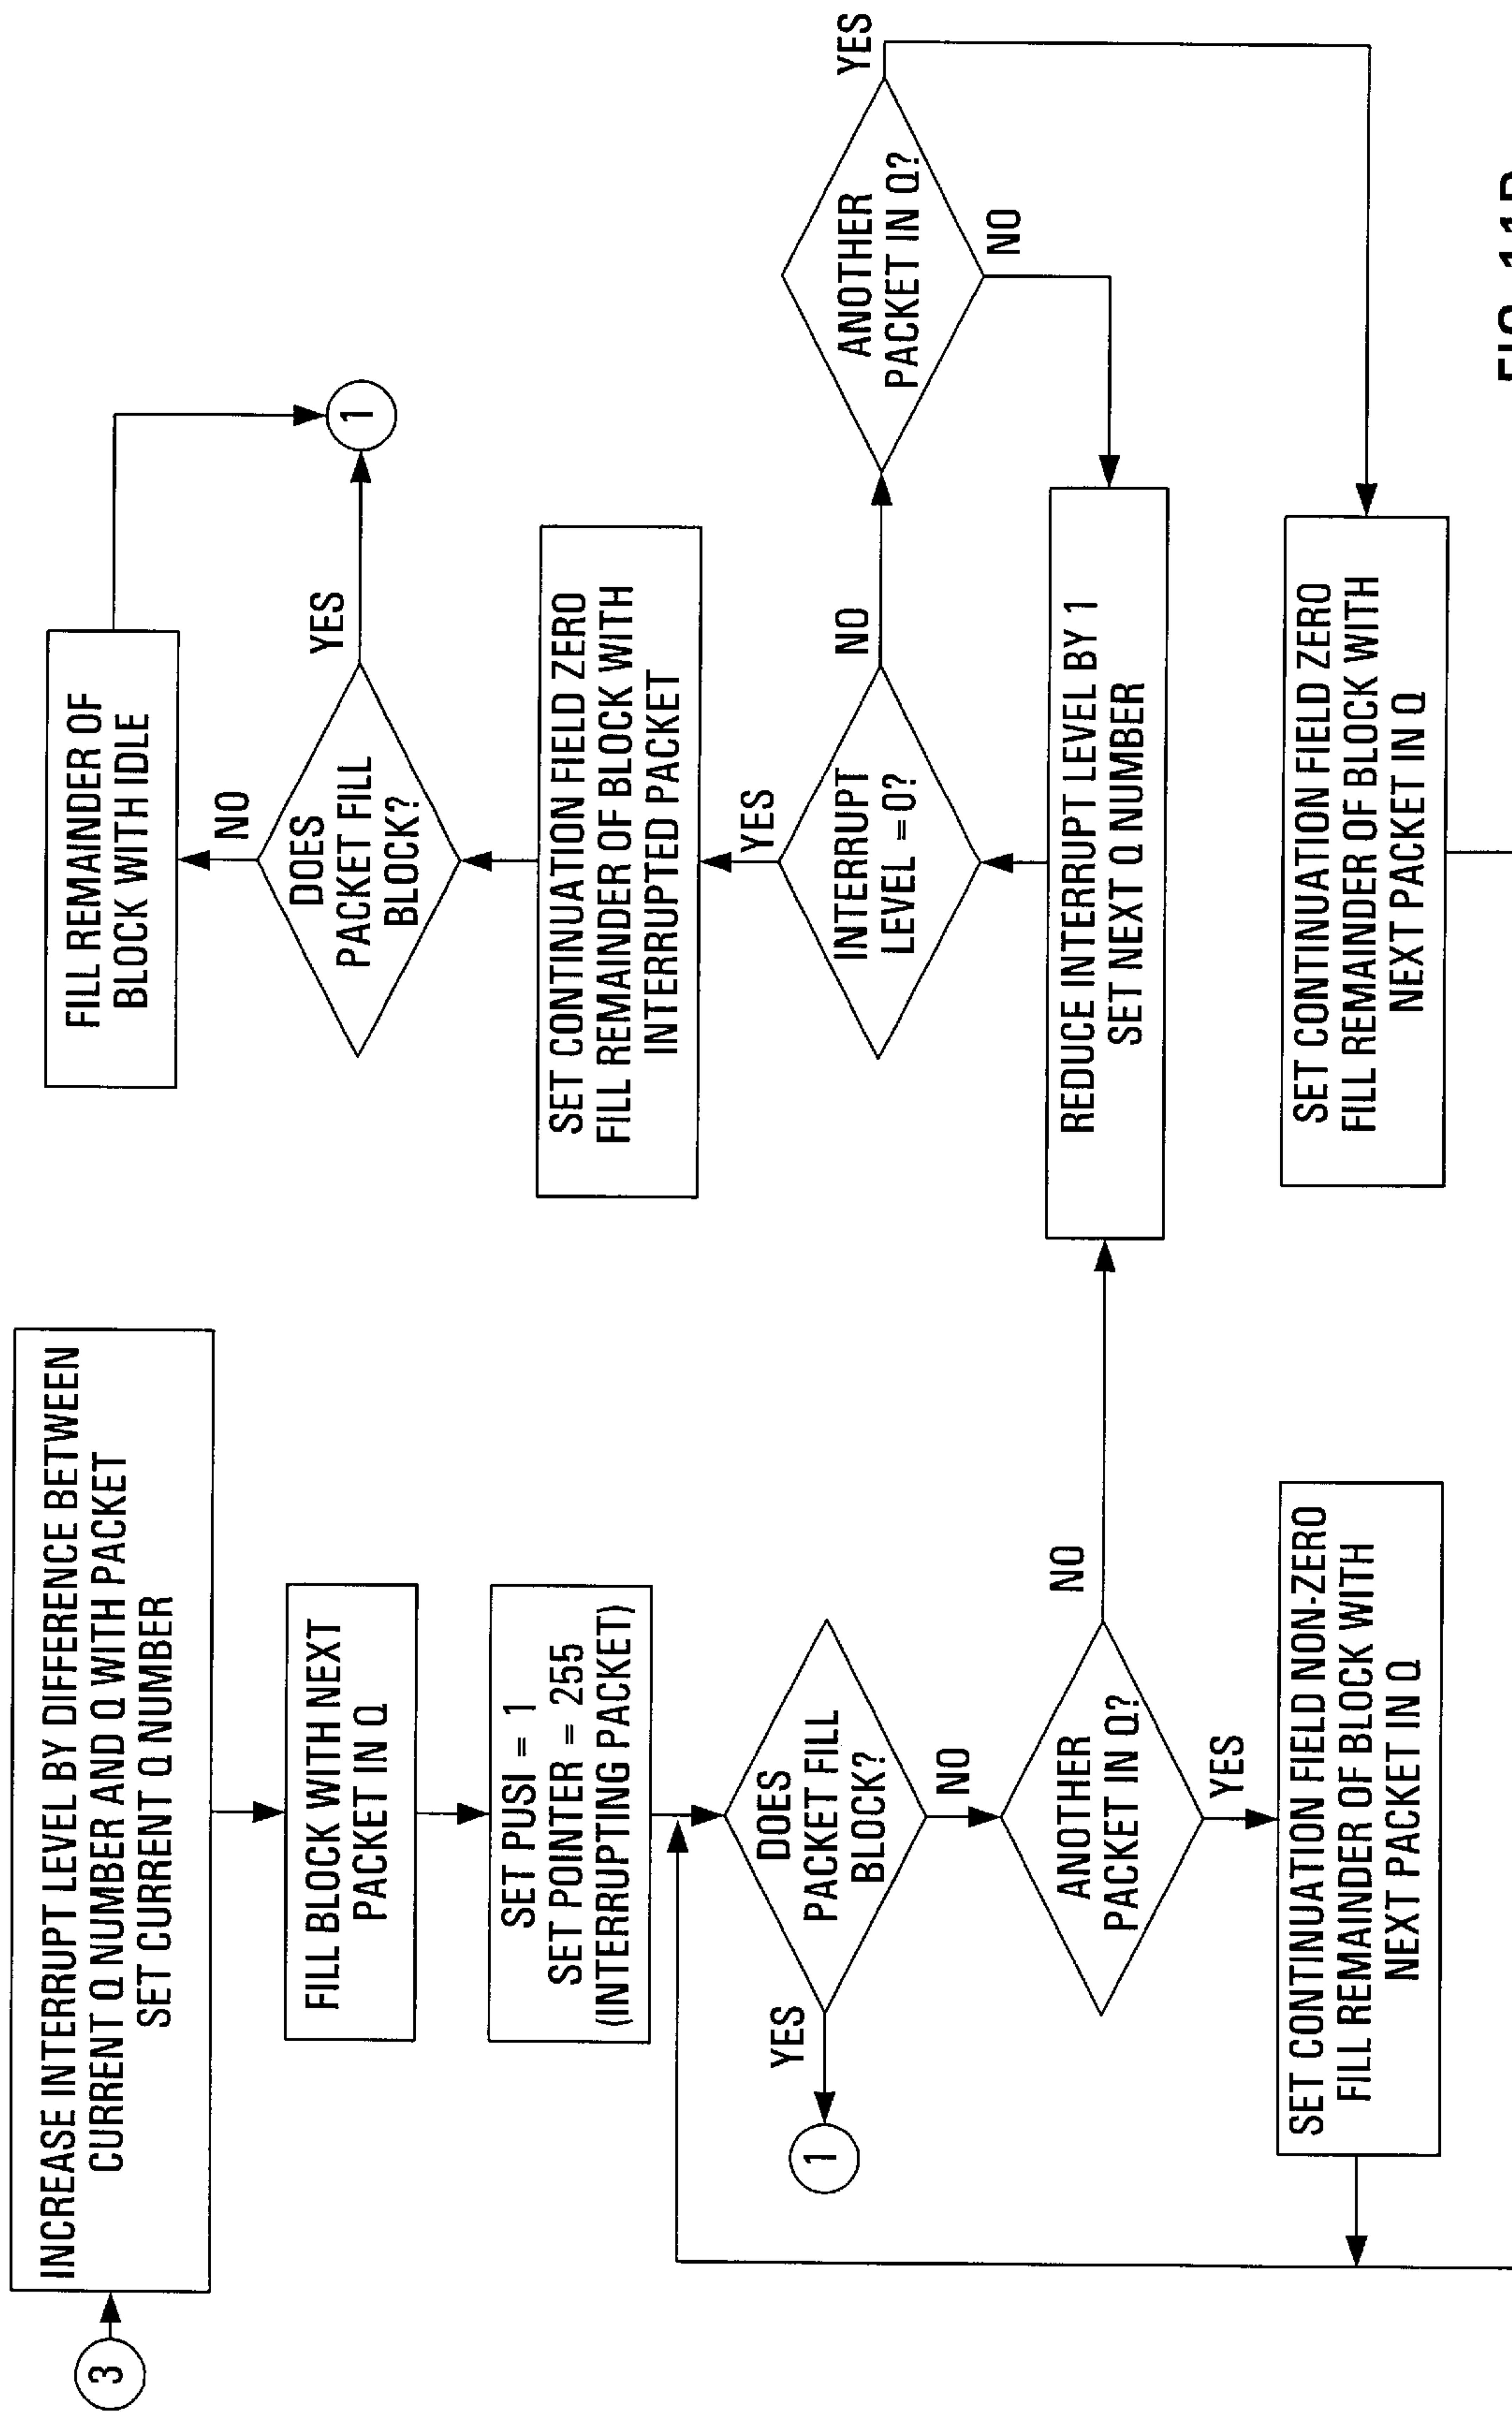 3
INCREASE INTERRUPT LEVEL BY DIFFERENCE BETWEEN
CURRENT Q NUMBER AND Q WITH PACKET
SET CURRENT Q NUMBER
FILL BLOCK WITH NEXT
PACKET IN Q
SET PUSI = 1
SET POINTER = 255
(INTERRUPTING PACKET)
DOES
PACKET FILL
BLOCK?
YES
1
NO
ANOTHER
PACKET IN Q?
NO
YES
SET CONTINUATION FIELD NON-ZERO
FILL REMAINDER OF BLOCK WITH
NEXT PACKET IN Q
FILL REMAINDER OF
BLOCK WITH IDLE
NO
DOES
PACKET FILL
BLOCK?
YES
1
SET CONTINUATION FIELD ZERO
FILL REMAINDER OF BLOCK WITH
INTERRUPTED PACKET
YES
INTERRUPT
LEVEL = 0?
NO
ANOTHER
PACKET IN Q?
YES
NO
REDUCE INTERRUPT LEVEL BY 1
SET NEXT Q NUMBER
SET CONTINUATION FIELD ZERO
FILL REMAINDER OF BLOCK WITH
NEXT PACKET IN Q